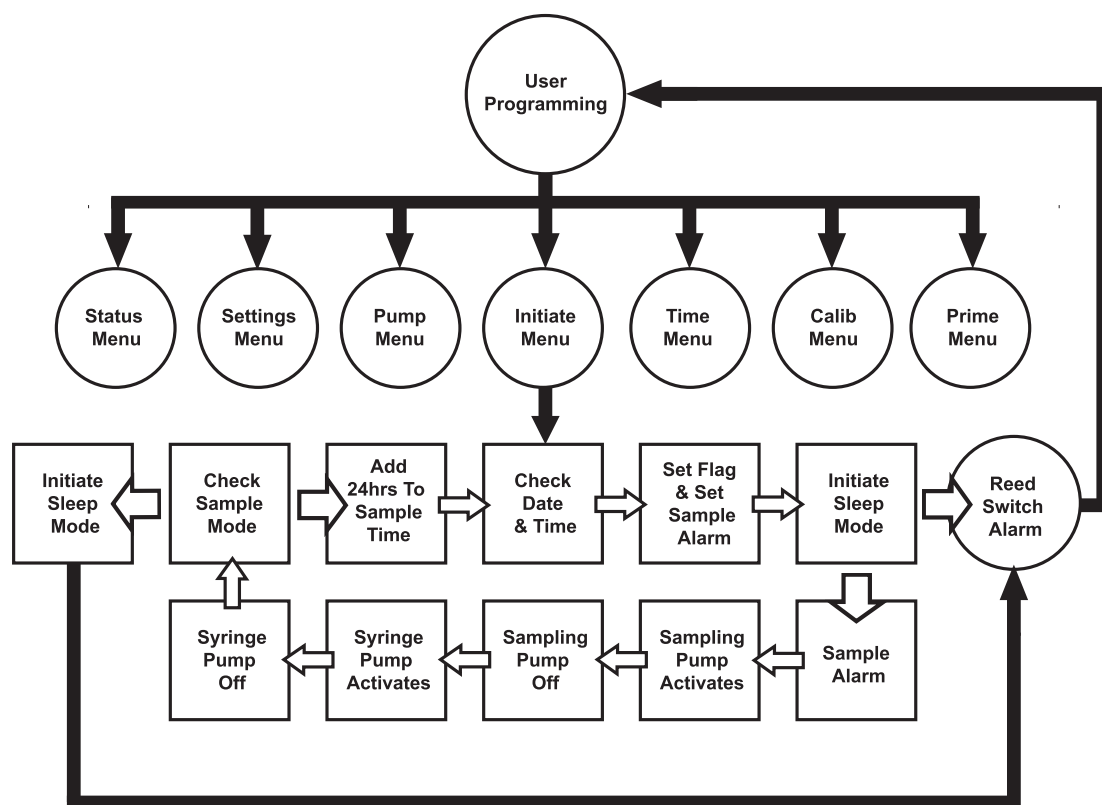 User
Programming
Status
Menu
Settings
Menu
Pump
Menu
Initiate
Menu
Time
Menu
Calib
Menu
Prime
Menu
Initiate
Sleep
Mode
Check
Sample
Mode
Add
24hrs To
Sample
Time
Check
Date
& Time
Set Flag
& Set
Sample
Alarm
Initiate
Sleep
Mode
Reed
Switch
Alarm
Syringe
Pump
Off
Syringe
Pump
Activates
Sampling
Pump
Off
Sampling
Pump
Activates
Sample
Alarm